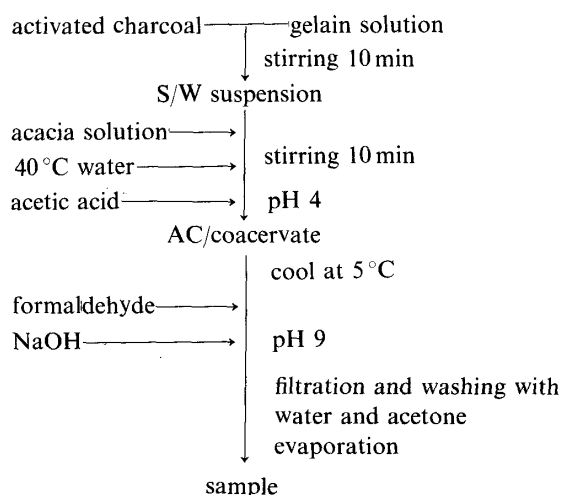 activated charcoal gelain solution
stirring 10 min
S/W suspension
acacia solution
40 °C water
stirring 10 min
acetic acid
pH 4
AC/coacervate
cool at 5 °C
formaldehyde
NaOH
pH 9
filtration and washing with
water and acetone
evaporation
sample